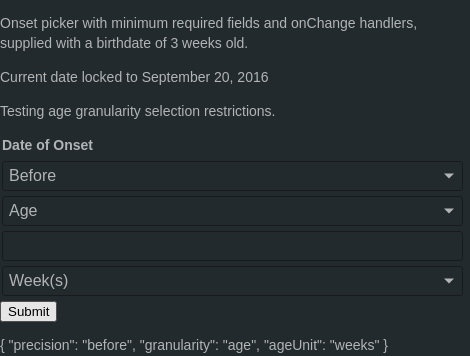 Onset picker with minimum required fields and onChange handlers,
supplied with a birthdate of 3 weeks old.
Current date locked to September 20, 2016
Testing age granularity selection restrictions.
Date of Onset
Before
Age
Week(s)
Submit
{ "precision": "before", "granularity": "age", "ageUnit": "weeks" }